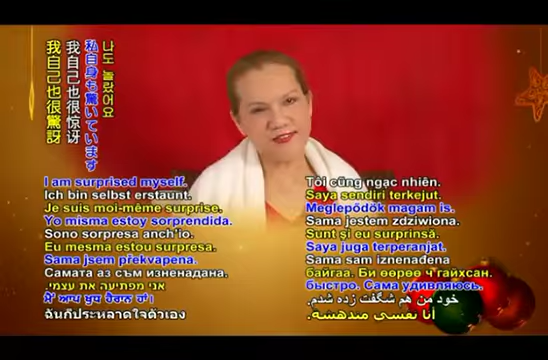 나도 놀랐어요
私自身も驚いています
我自己也很惊讶
我自己也很驚訝
I am surprised myself.
Ich bin selbst erstaunt.
Je suis moi-même surprise.
Yo misma estoy sorprendida.
Sono sorpresa anch'io.
Eu mesma estou surpresa.
Sama jsem překvapena.
Самата аз съм изненадана.
אני מפתיעה את עצמי.
ਮੈਂ ਆਪ ਖੁਦ ਹੈਰਾਨ ਹਾਂ।
ฉันก็ประหลาดใจตัวเอง
Tôi cũng ngạc nhiên.
Saya sendiri terkejut.
Meglepődök magam is.
Sama jestem zdziwiona.
Sunt şi eu surprinsă.
Saya juga terperanjat.
Sama sam iznenađena
байгаа. Би өөрөө ч гайхсан.
быстро. Сама удивляюсь.
خود من هم شگفت زده شدم.
أنا نفسي مندهشة.